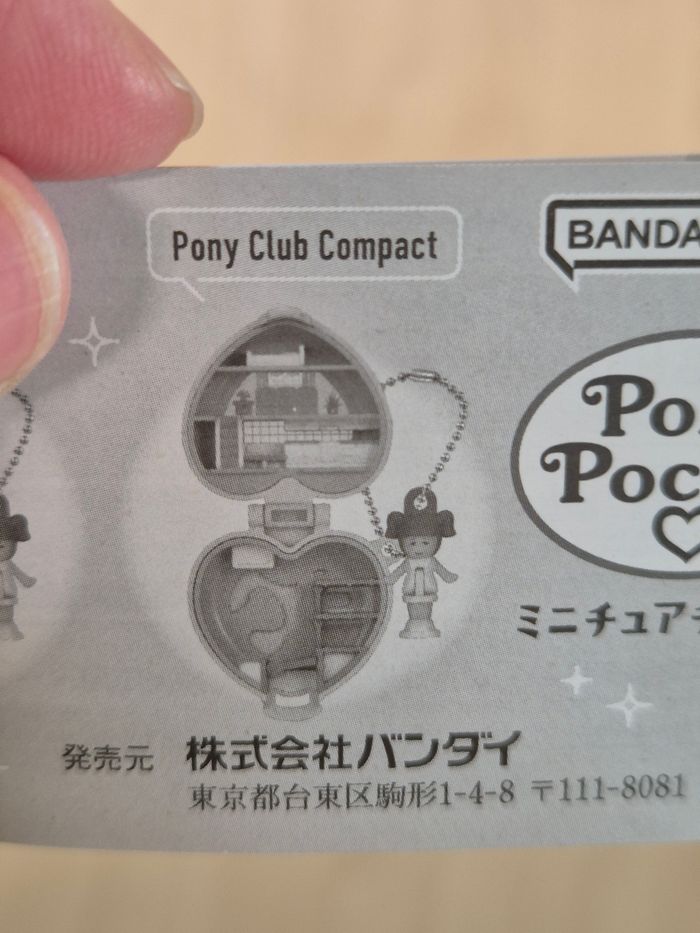 Pony Club Compact
BANDA
Po
Poc
ミニチュア
発売元 株式会社バンダイ
東京都台東区駒形1-4-8 〒111-8081